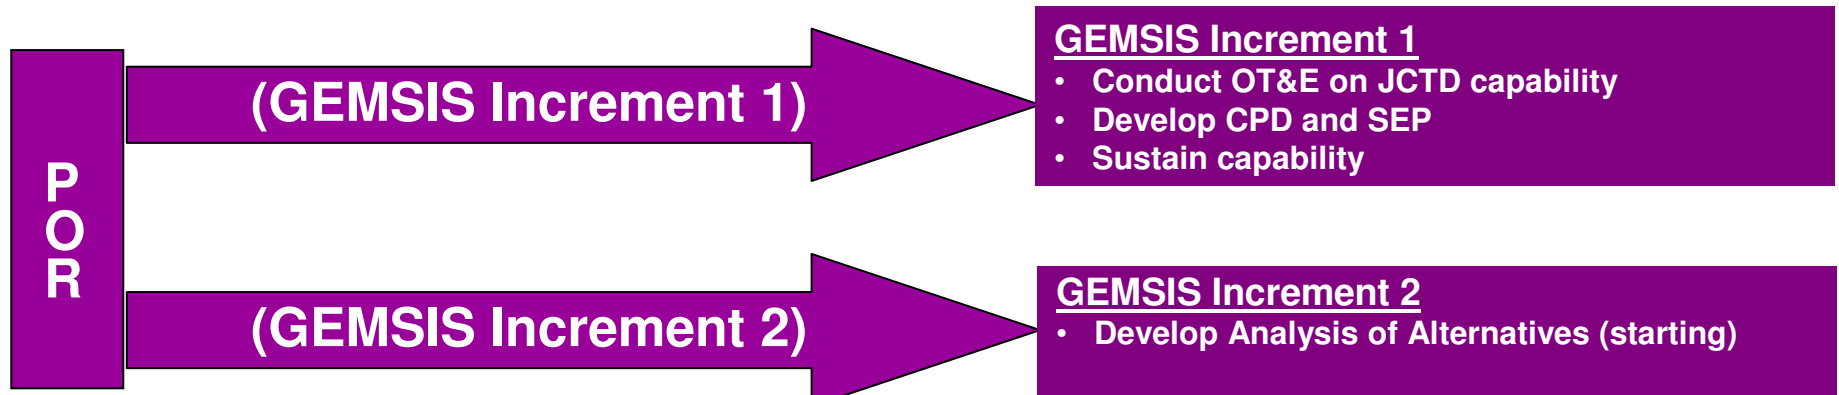 P
O
R
(GEMSIS Increment 1)
GEMSIS Increment 1
• Conduct OT&E on JCTD capability
• Develop CPD and SEP
• Sustain capability
(GEMSIS Increment 2)
GEMSIS Increment 2
• Develop Analysis of Alternatives (starting)